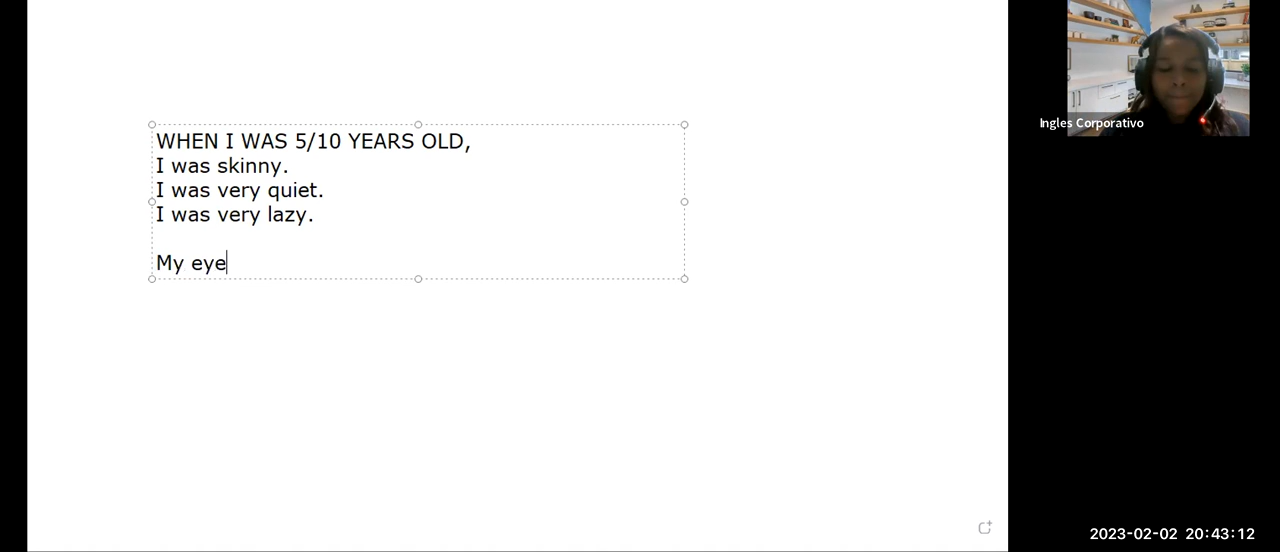 WHEN I WAS 5/10 YEARS OLD,
I was skinny.
I was very quiet.
I was very lazy.
My eye
Ingles Corporativo
2023-02-02 20:43:12